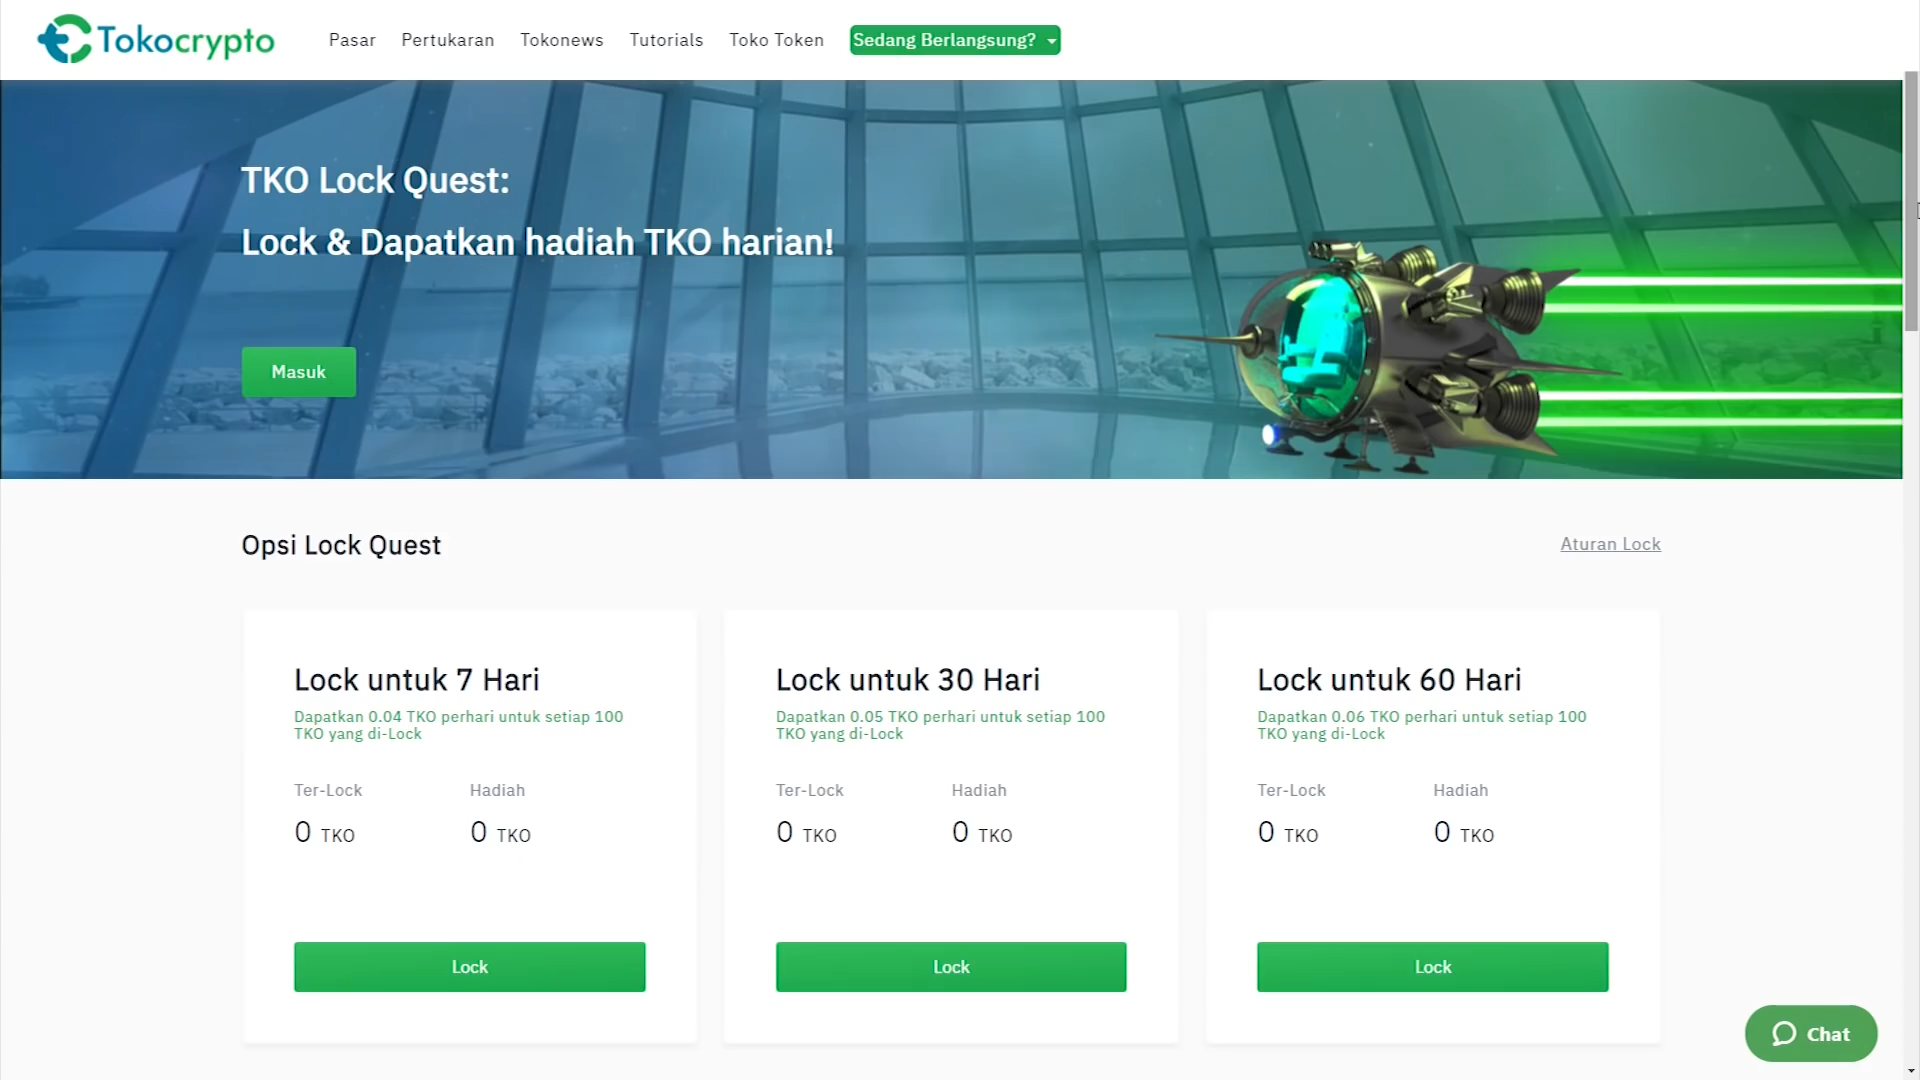 Tokocrypto
Pasar
Pertukaran
Tokonews
Tutorials
Toko Token
Sedang Berlangsung?
TKO Lock Quest:
Lock & Dapatkan hadiah TKO harian!
Masuk
Opsi Lock Quest
Aturan Lock
Lock untuk 7 Hari
Dapatkan 0.04 TKO perhari untuk setiap 100
TKO yang di-Lock
Ter-Lock
Hadiah
0 TKO
0 TKO
Lock
Lock untuk 30 Hari
Dapatkan 0.05 TKO perhari untuk setiap 100
TKO yang di-Lock
Ter-Lock
Hadiah
0 TKO
0 TKO
Lock
Lock untuk 60 Hari
Dapatkan 0.06 TKO perhari untuk setiap 100
TKO yang di-Lock
Ter-Lock
Hadiah
0 TKO
0 TKO
Lock
Chat